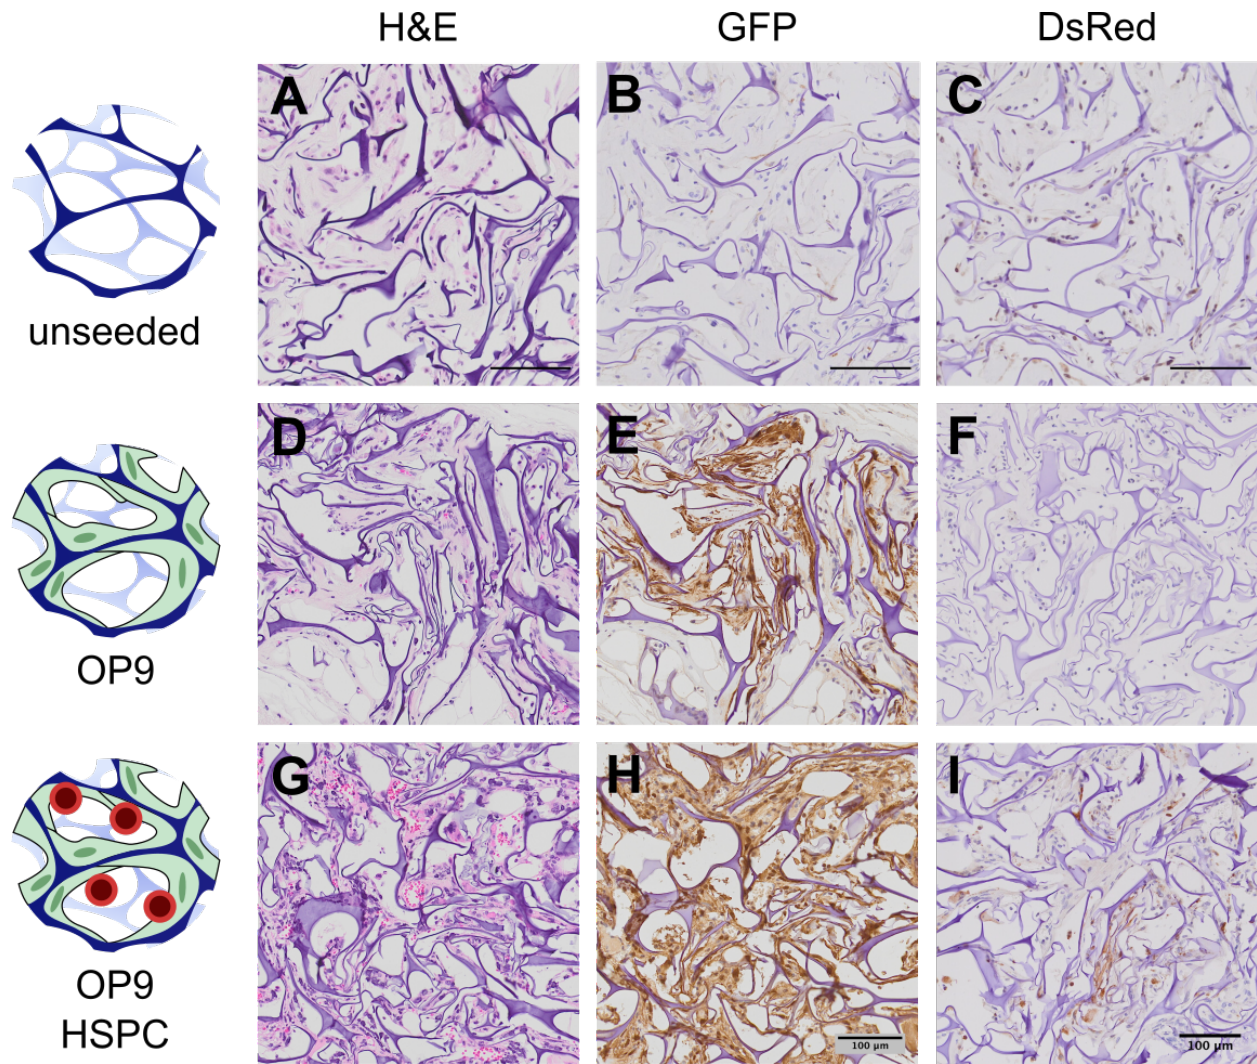 H&E GFP DsRed
A B C
unseeded
D E F
OP9
G H I
OP9
HSPC
100 µm 100 µm